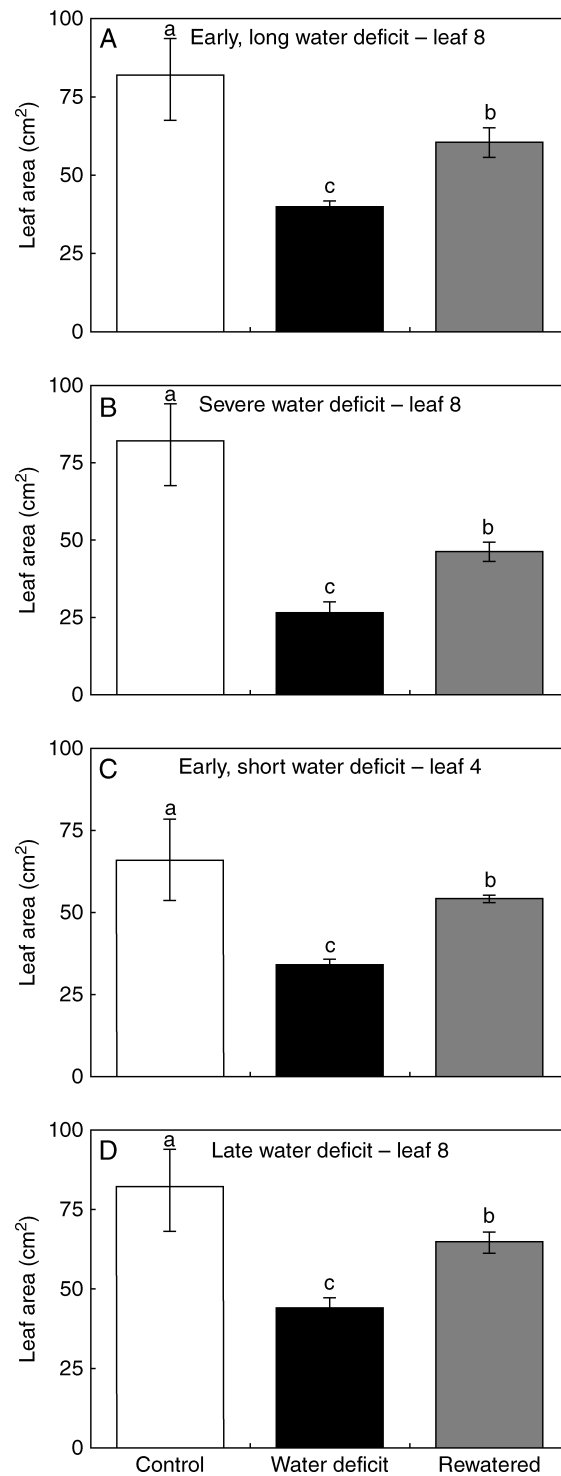 A Early, long water deficit – leaf 8
Leaf area (cm²)
100
75
50
25
0
a
c
b
B Severe water deficit – leaf 8
Leaf area (cm²)
100
75
50
25
0
a
c
b
C Early, short water deficit – leaf 4
Leaf area (cm²)
100
75
50
25
0
a
c
b
D Late water deficit – leaf 8
Leaf area (cm²)
100
75
50
25
0
a
c
b
Control Water deficit Rewatered